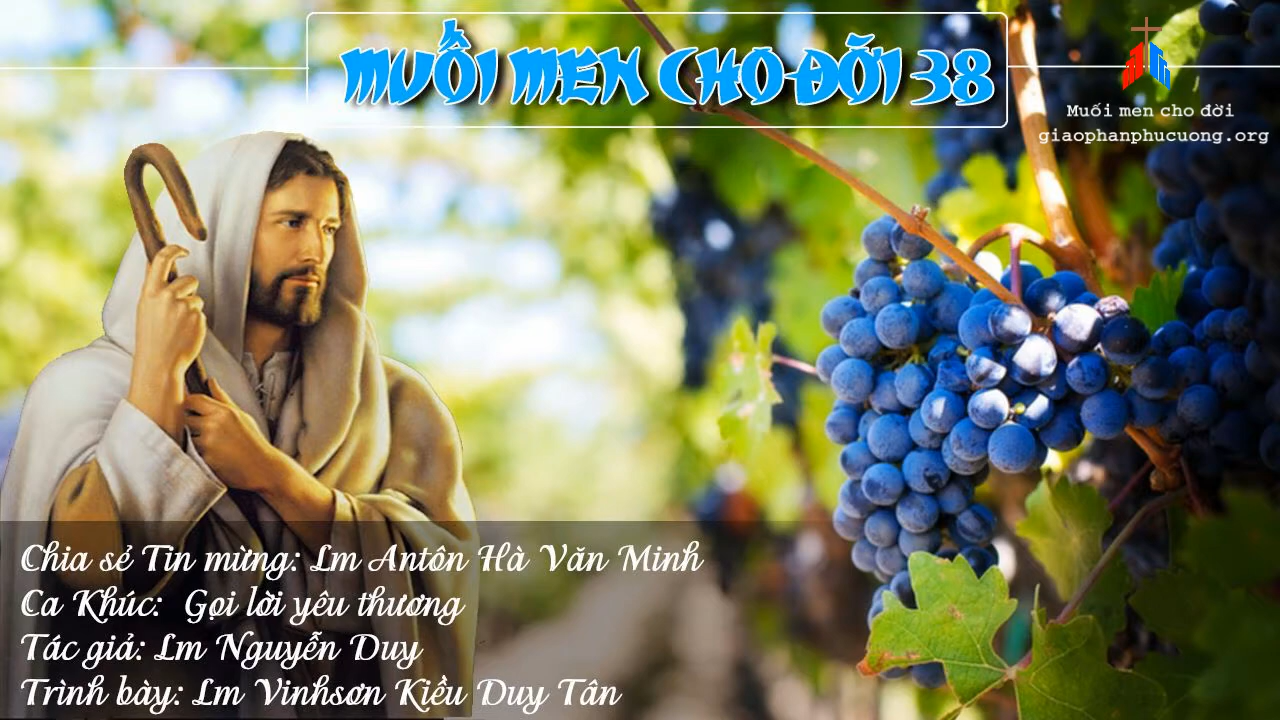 MUỐI MEN CHO ĐỜI 38
Muối men cho đời
giaophanphucuong.org
Chia sẻ Tin mừng: Lm Antôn Hà Văn Minh
Ca Khúc: Gọi lời yêu thương
Tác giả: Lm Nguyễn Duy
Trình bày: Lm Vinhsơn Kiều Duy Tân